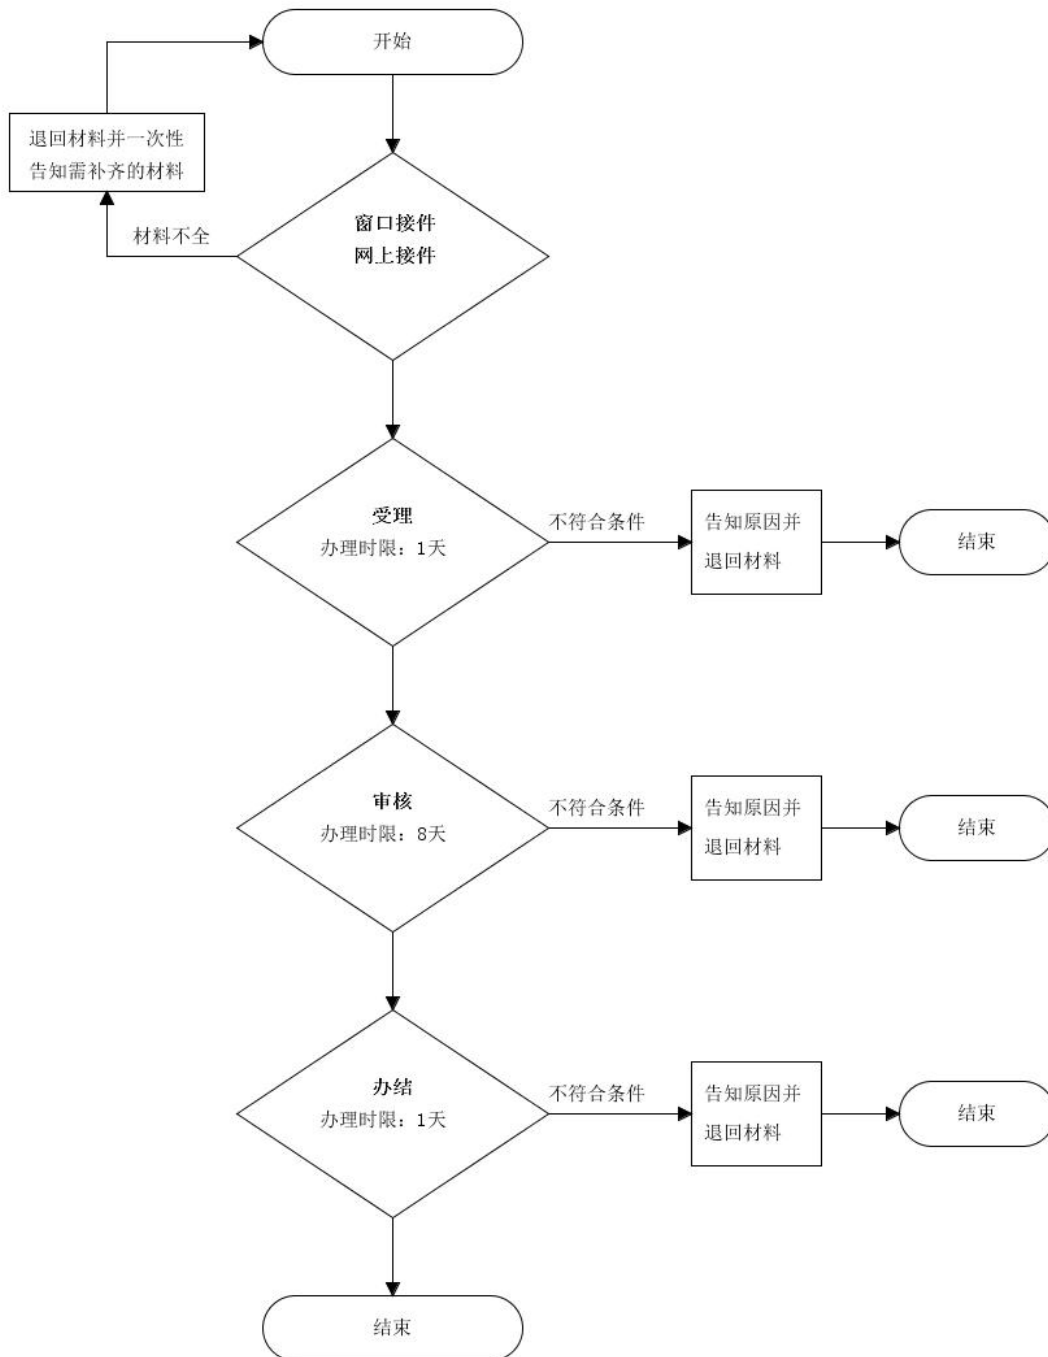 开始
退回材料并一次性
告知需补齐的材料
材料不全
窗口接件
网上接件
受理
办理时限：1天
不符合条件
告知原因并
退回材料
结束
审核
办理时限：8天
不符合条件
告知原因并
退回材料
结束
办结
办理时限：1天
不符合条件
告知原因并
退回材料
结束
结束